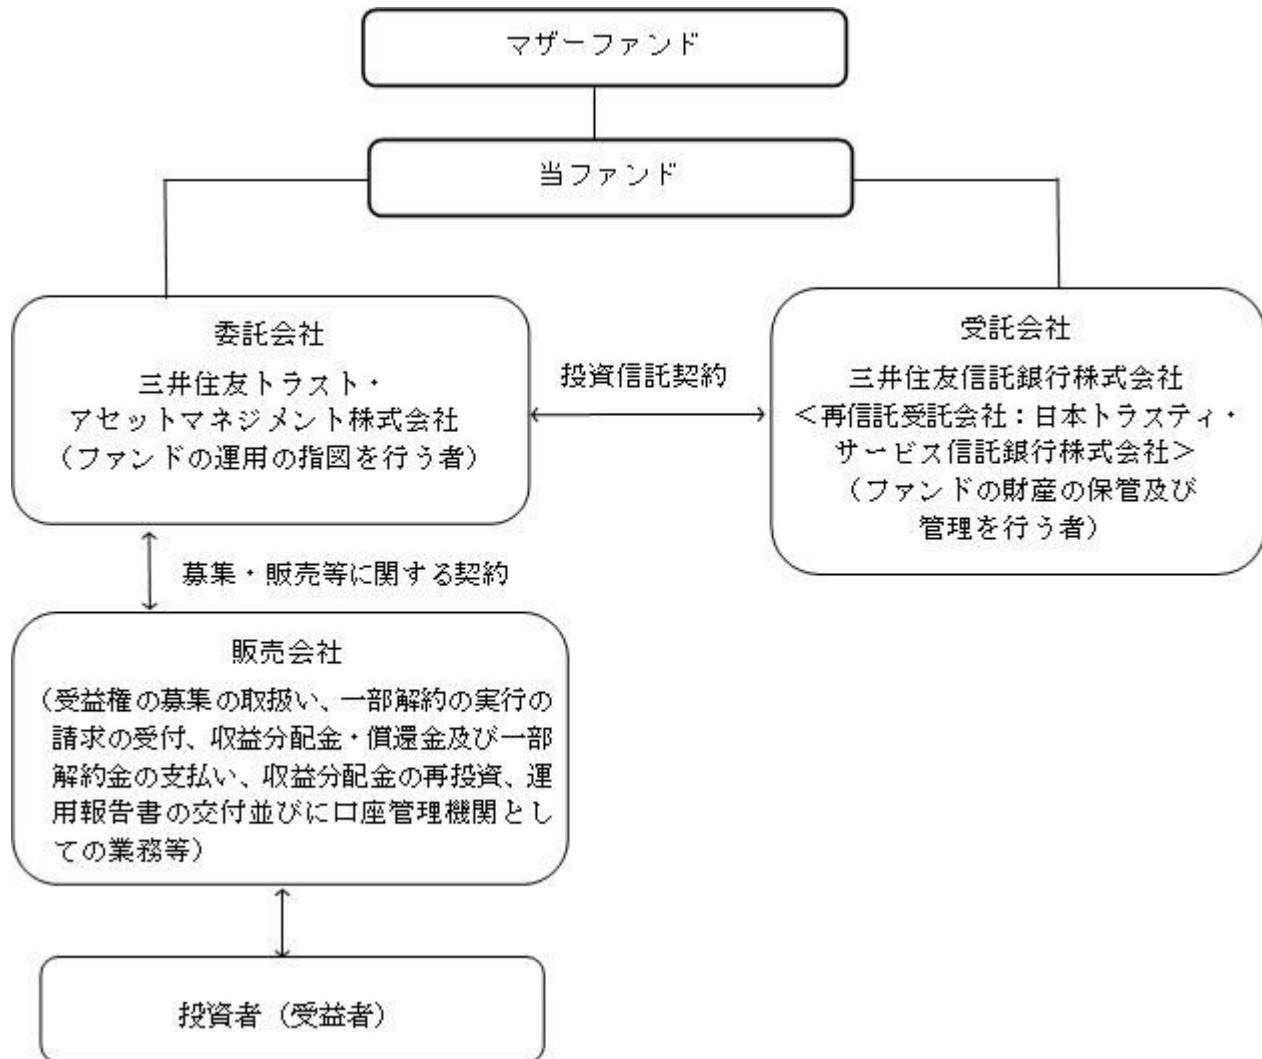 マザーファンド
当ファンド
委託会社
三井住友トラスト・
アセットマネジメント株式会社
（ファンドの運用の指図を行う者）
投資信託契約
受託会社
三井住友信託銀行株式会社
＜再信託受託会社：日本トラスティ・
サービス信託銀行株式会社＞
（ファンドの財産の保管及び
管理を行う者）
募集・販売等に関する契約
販売会社
（受益権の募集の取扱い、一部解約の実行の
請求の受付、収益分配金・償還金及び一部
解約金の支払い、収益分配金の再投資、運
用報告書の交付並びに口座管理機関とし
ての業務等）
投資者（受益者）